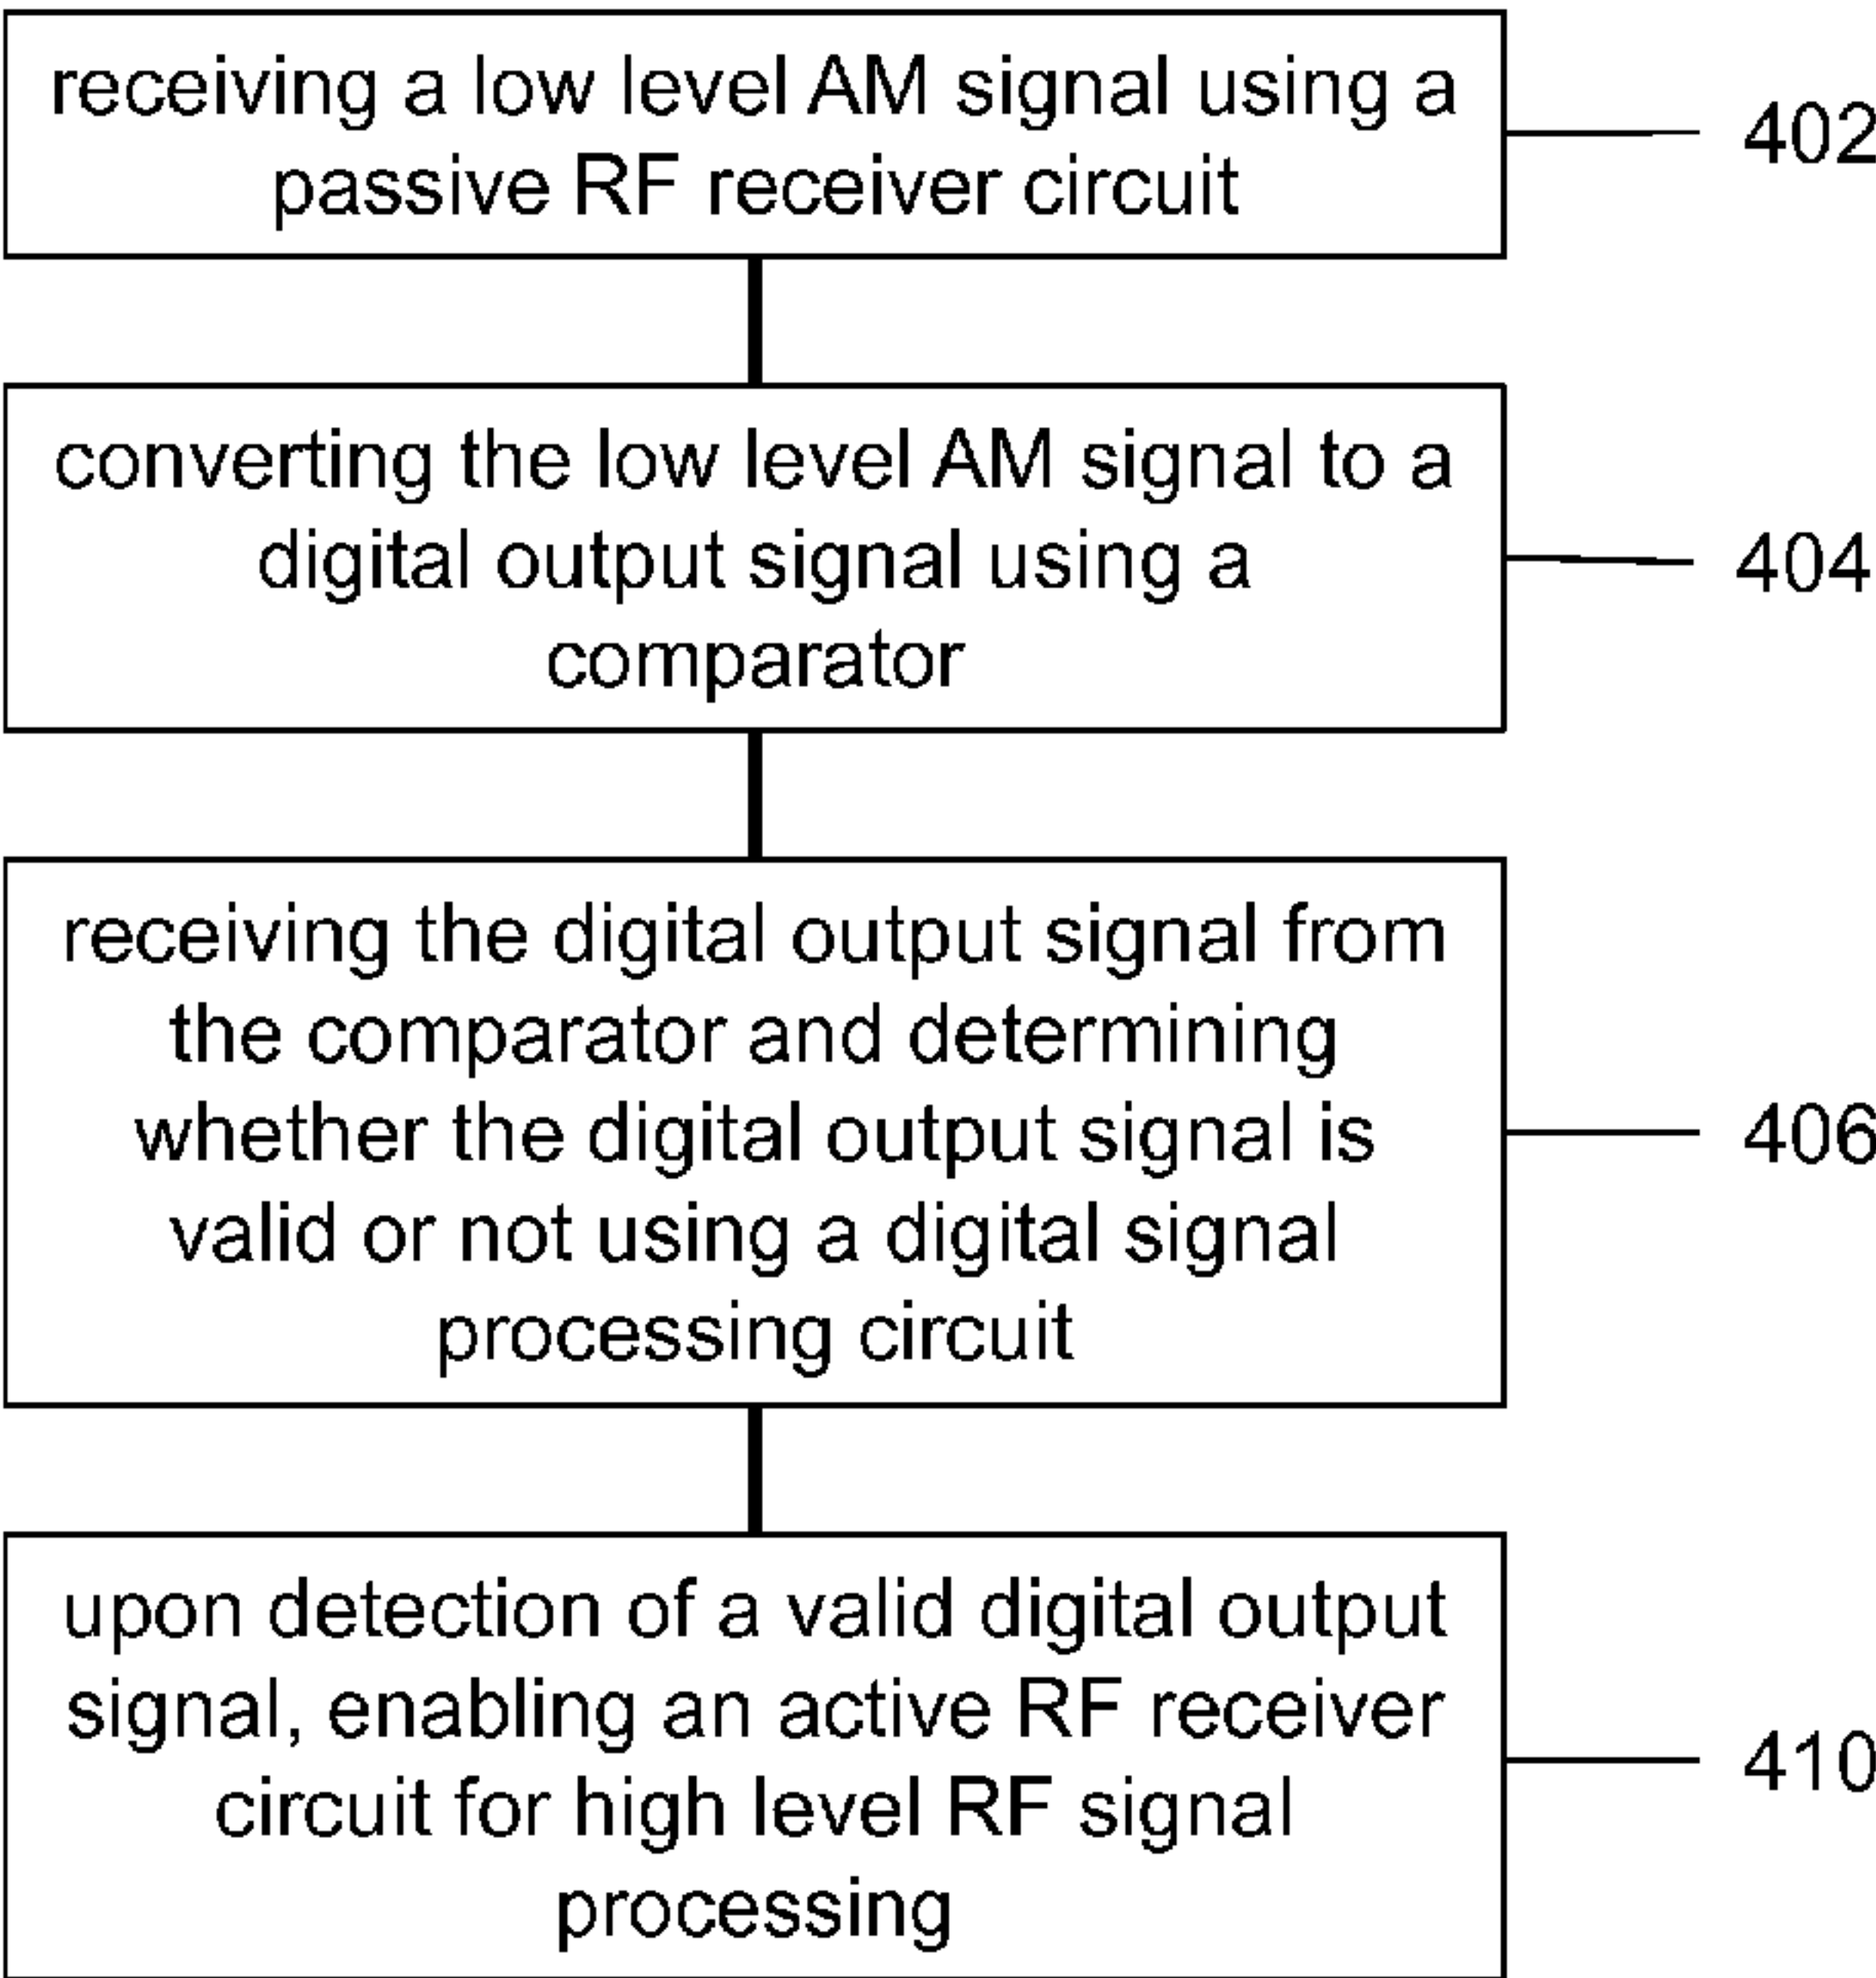 receiving a low level AM signal using a
passive RF receiver circuit
402
converting the low level AM signal to a
digital output signal using a
comparator
404
receiving the digital output signal from
the comparator and determining
whether the digital output signal is
valid or not using a digital signal
processing circuit
406
upon detection of a valid digital output
signal, enabling an active RF receiver
circuit for high level RF signal
processing
410